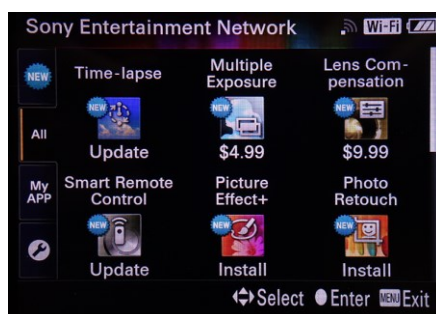 Sony Entertainment Network Wi-Fi
NEW
All
My
APP
Time-lapse
NEW
Update
Multiple
Exposure
NEW
$4.99
Lens Com-
pensation
NEW
$9.99
Smart Remote
Control
NEW
Update
Picture
Effect+
NEW
Install
Photo
Retouch
NEW
Install
Select Enter MENU Exit